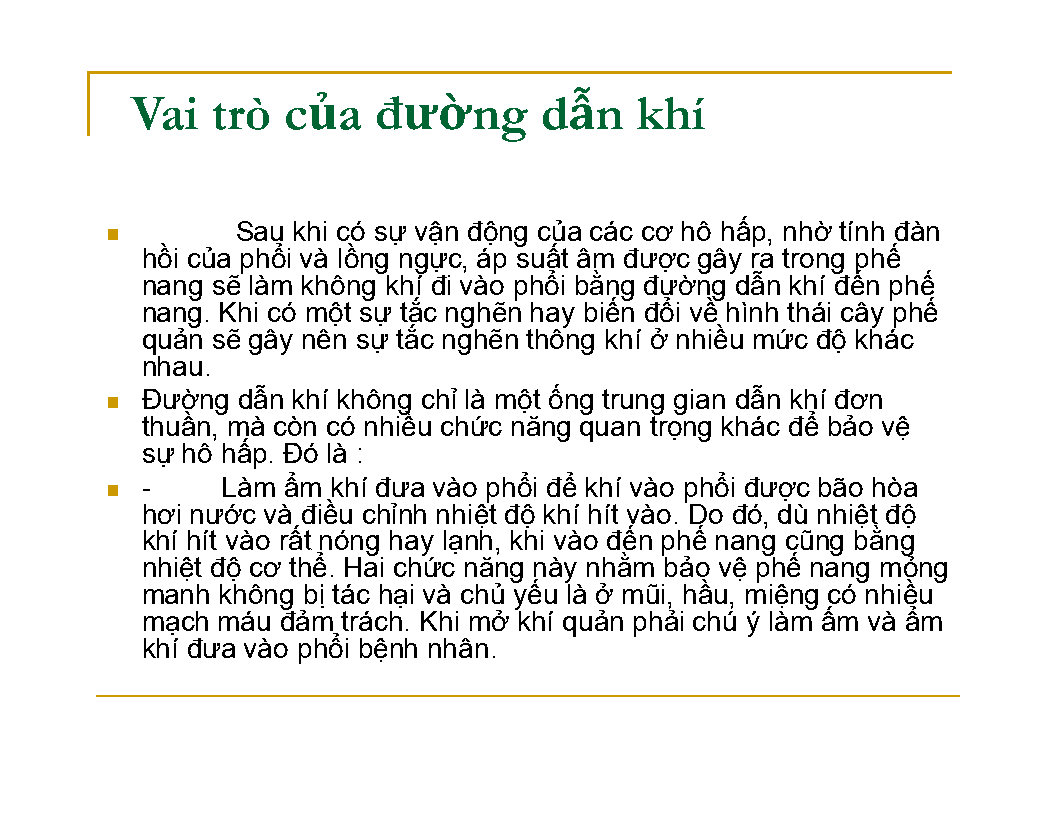 Vai trò của đường dẫn khí
Sau khi có sự vận động của các cơ hô hấp, nhờ tính đàn
hồi của phổi và lồng ngực, áp suất âm được gây ra trong phế
nang sẽ làm không khí đi vào phổi bằng đường dẫn khí đến phế
nang. Khi có một sự tắc nghẽn hay biến đổi về hình thái cây phế
quản sẽ gây nên sự tắc nghẽn thông khí ở nhiều mức độ khác
nhau.
Đường dẫn khí không chỉ là một ống trung gian dẫn khí đơn
thuần, mà còn có nhiều chức năng quan trọng khác để bảo vệ
sự hô hấp. Đó là :
- Làm ẩm khí đưa vào phổi để khí vào phổi được bão hòa
hơi nước và điều chỉnh nhiệt độ khí hít vào. Do đó, dù nhiệt độ
khí hít vào rất nóng hay lạnh, khi vào đến phế nang cũng bằng
nhiệt độ cơ thể. Hai chức năng này nhằm bảo vệ phế nang mỏng
manh không bị tác hại và chủ yếu là ở mũi, hầu, miệng có nhiều
mạch máu đảm trách. Khi mở khí quản phải chú ý làm ấm và ẩm
khí đưa vào phổi bệnh nhân.